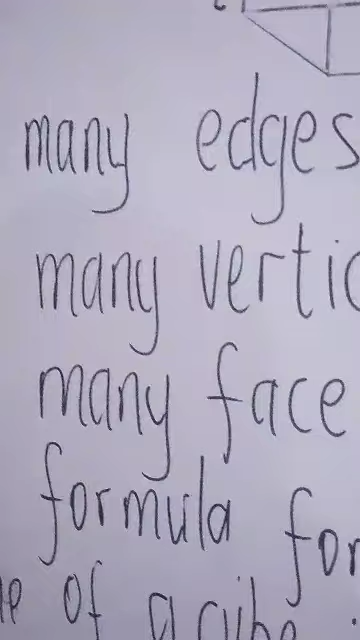 many edges
many vertic
many face
formula for
of a cube